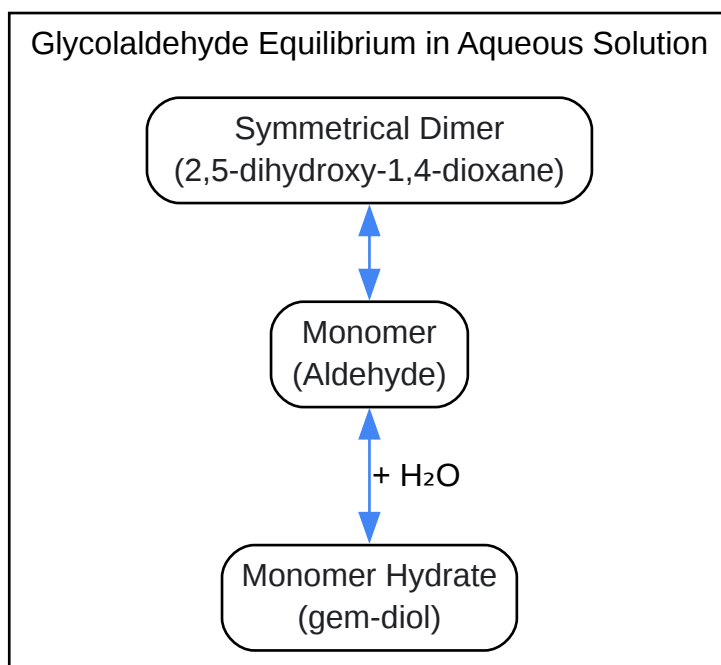 Glycolaldehyde Equilibrium in Aqueous Solution
Symmetrical Dimer
(2,5-dihydroxy-1,4-dioxane)
Monomer
(Aldehyde)
+ H₂O
Monomer Hydrate
(gem-diol)